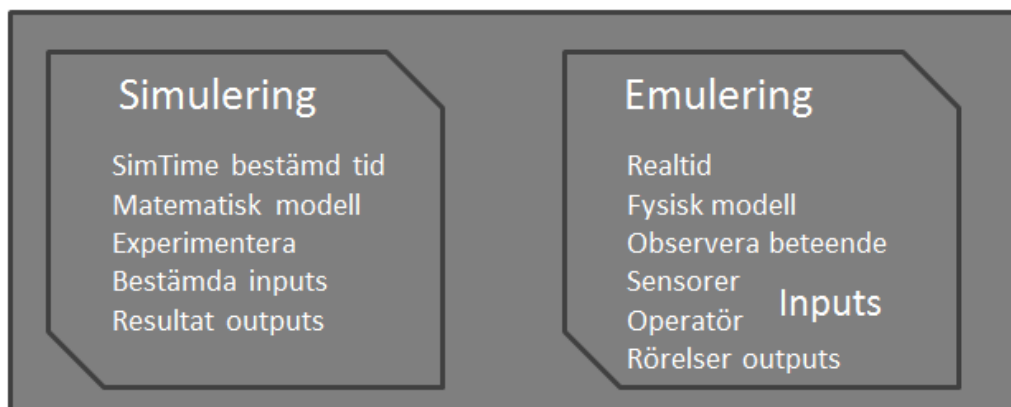 Simulering
SimTime bestämd tid
Matematisk modell
Experimentera
Bestämda inputs
Resultat outputs
Emulering
Realtid
Fysisk modell
Observera beteende
Sensorer
Inputs
Operatör
Rörelser outputs